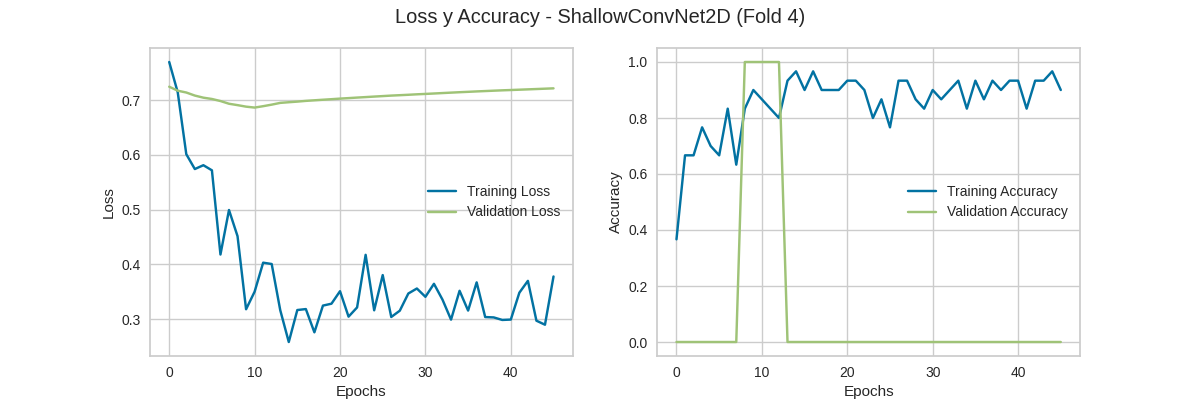 Loss y Accuracy - ShallowConvNet2D (Fold 4)
Loss
0.7
0.6
0.5
0.4
0.3
0
10
20
30
40
Epochs
Training Loss
Validation Loss
Accuracy
1.0
0.8
0.6
0.4
0.2
0.0
0
10
20
30
40
Epochs
Training Accuracy
Validation Accuracy